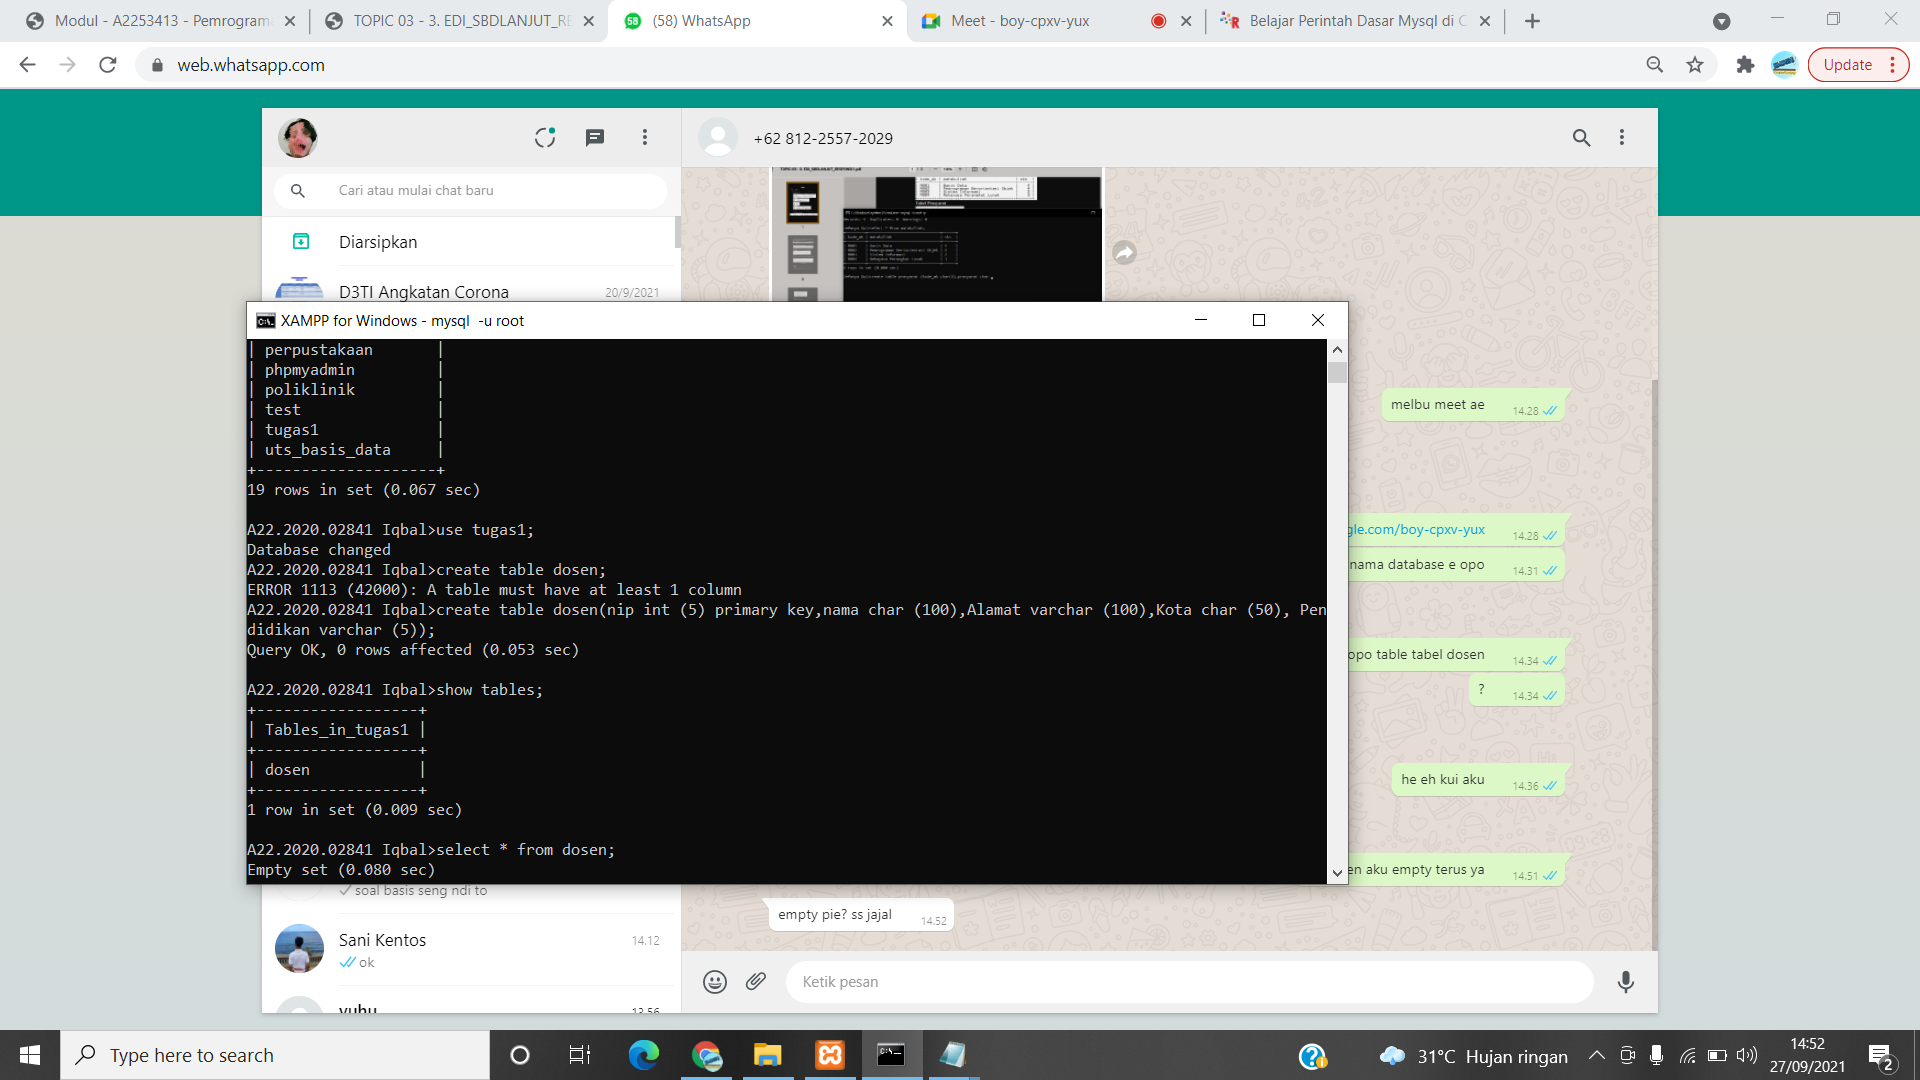 Modul - A2253413 - Pemrograma
TOPIC 03 - 3. EDI_SBDLANJUT_RE
(58) WhatsApp
Meet - boy-cpxv-yux
Belajar Perintah Dasar Mysql di C
web.whatsapp.com
Update
+62 812-2557-2029
Cari atau mulai chat baru
Diarsipkan
D3TI Angkatan Corona
20/9/2021
XAMPP for Windows - mysql -u root
| perpustakaan |
| phpmyadmin |
| poliklinik |
| test |
| tugas1 |
| uts_basis_data |
+--------------------+
19 rows in set (0.067 sec)
A22.2020.02841 Iqbal>use tugas1;
Database changed
A22.2020.02841 Iqbal>create table dosen;
ERROR 1113 (42000): A table must have at least 1 column
A22.2020.02841 Iqbal>create table dosen(nip int (5) primary key,nama char (100),Alamat varchar (100),Kota char (50), Pen
didikan varchar (5));
Query OK, 0 rows affected (0.053 sec)
A22.2020.02841 Iqbal>show tables;
+------------------+
| Tables_in_tugas1 |
+------------------+
| dosen |
+------------------+
1 row in set (0.009 sec)
A22.2020.02841 Iqbal>select * from dosen;
Empty set (0.080 sec)
melbu meet ae
14.28
gle.com/boy-cpxv-yux
14.28
nama database e opo
14.31
opo table tabel dosen
14.34
?
14.34
he eh kui aku
14.36
en aku empty terus ya
14.51
empty pie? ss jajal
14.52
soal basis seng ndi to
Sani Kentos
14.12
ok
yuhu
13.56
Ketik pesan
Type here to search
31°C Hujan ringan
14:52
27/09/2021
2